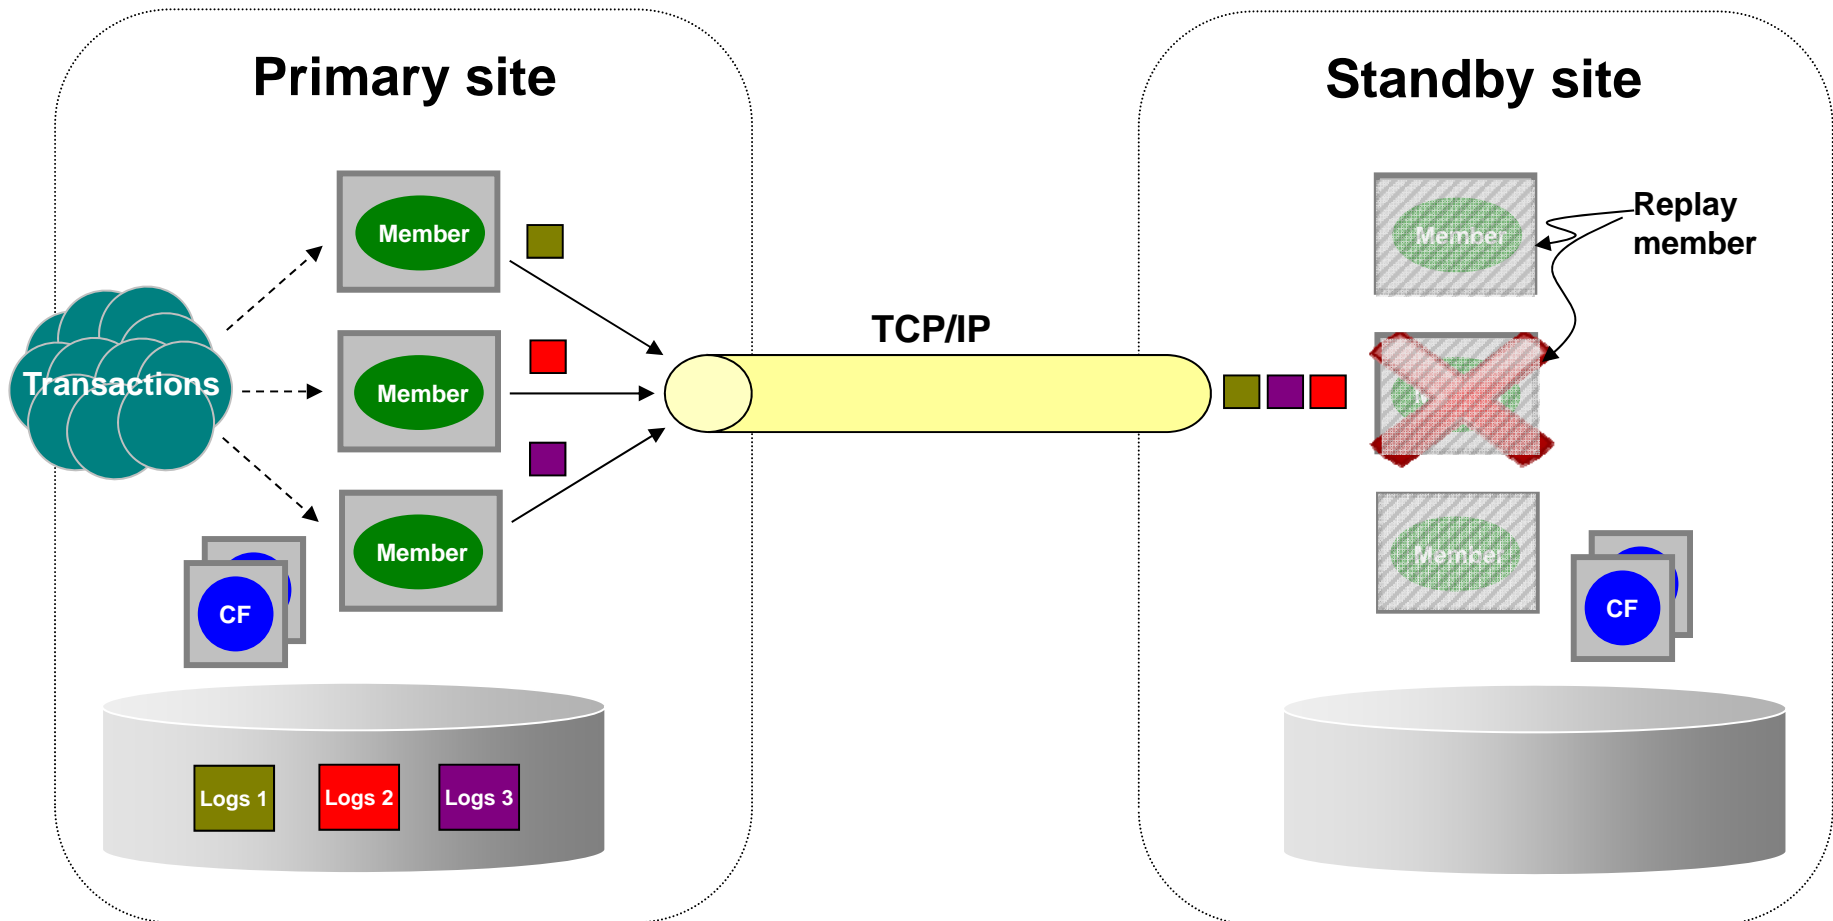 Primary site
Standby site
Member
Member
Replay
member
TCP/IP
Transactions
Member
Member
Member
CF
CF
Logs 1
Logs 2
Logs 3